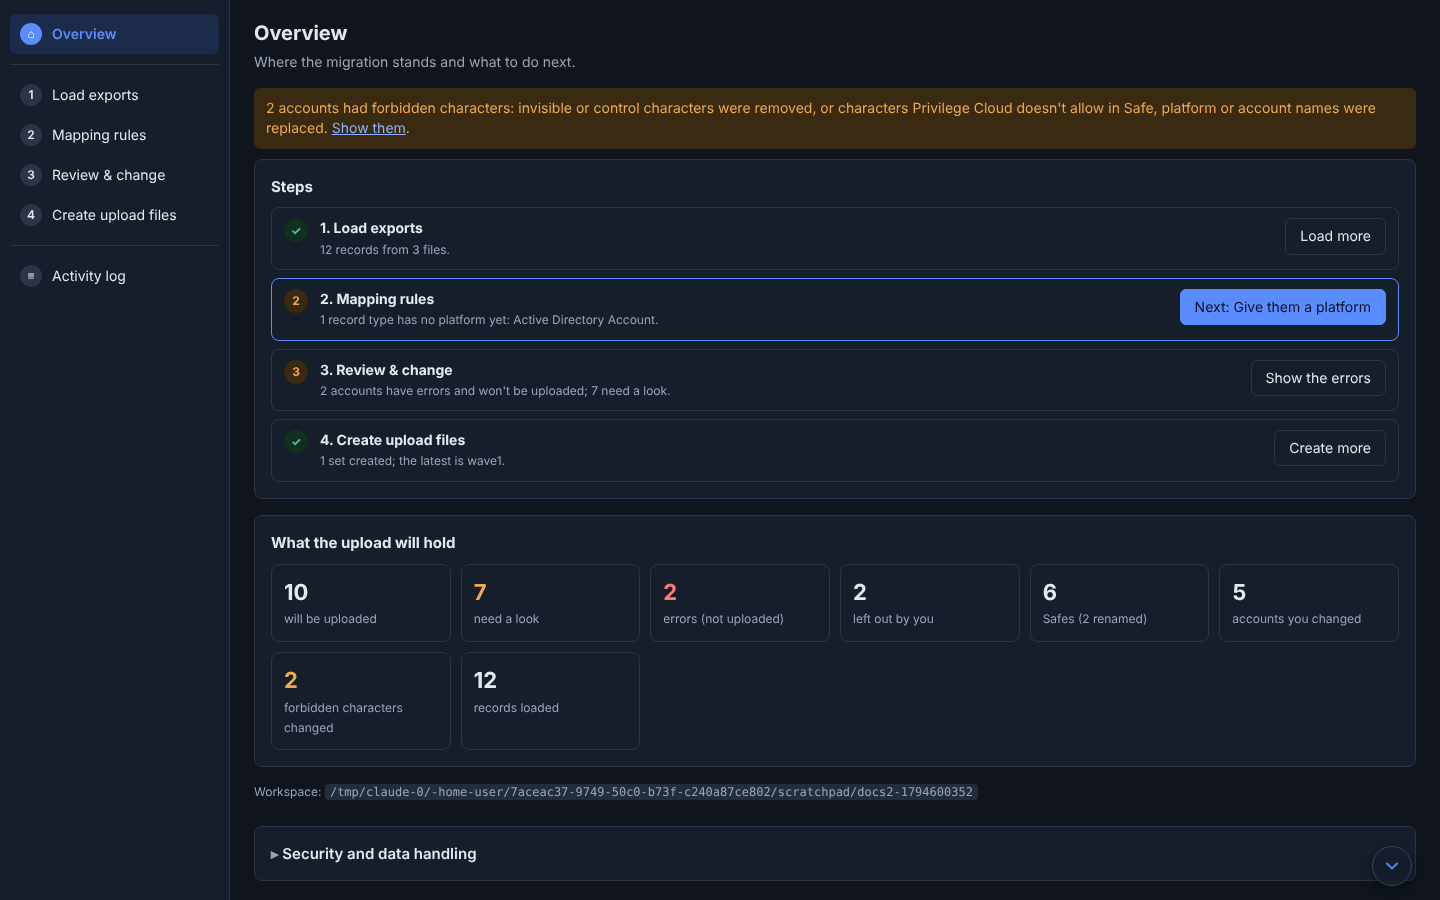 Overview
1 Load exports
2 Mapping rules
3 Review & change
4 Create upload files
Activity log
Overview
Where the migration stands and what to do next.
2 accounts had forbidden characters: invisible or control characters were removed, or characters Privilege Cloud doesn't allow in Safe, platform or account names were
replaced. Show them.
Steps
1. Load exports
12 records from 3 files.
Load more
2
2. Mapping rules
1 record type has no platform yet: Active Directory Account.
Next: Give them a platform
3
3. Review & change
2 accounts have errors and won't be uploaded; 7 need a look.
Show the errors
4. Create upload files
1 set created; the latest is wave1.
Create more
What the upload will hold
10
will be uploaded
7
need a look
2
errors (not uploaded)
2
left out by you
6
Safes (2 renamed)
5
accounts you changed
2
forbidden characters
changed
12
records loaded
Workspace: /tmp/claude-0/-home-user/7aceac37-9749-50c0-b73f-c240a87ce802/scratchpad/docs2-1794600352
Security and data handling